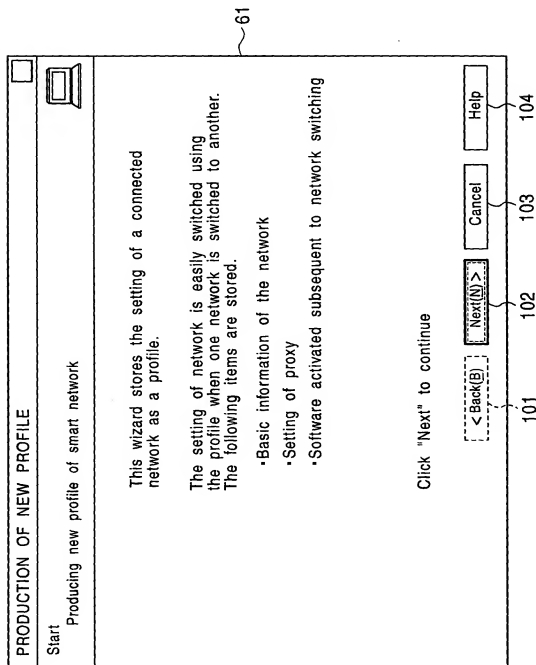 PRODUCTION OF NEW PROFILE
Start
Producing new profile of smart network
This wizard stores the setting of a connected
network as a profile.
The setting of network is easily switched using
the profile when one network is switched to another.
The following items are stored.
▪Basic information of the network
▪Setting of proxy
▪Software activated subsequent to network switching
Click "Next" to continue
< Back(B)
Next(N) >
Cancel
Help
101
102
103
104
61